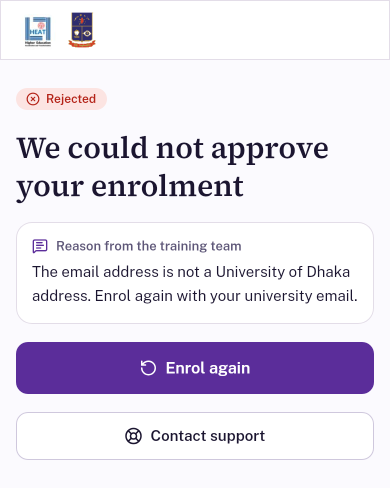 HEAT
Rejected
We could not approve
your enrolment
Reason from the training team
The email address is not a University of Dhaka
address. Enrol again with your university email.
Enrol again
Contact support